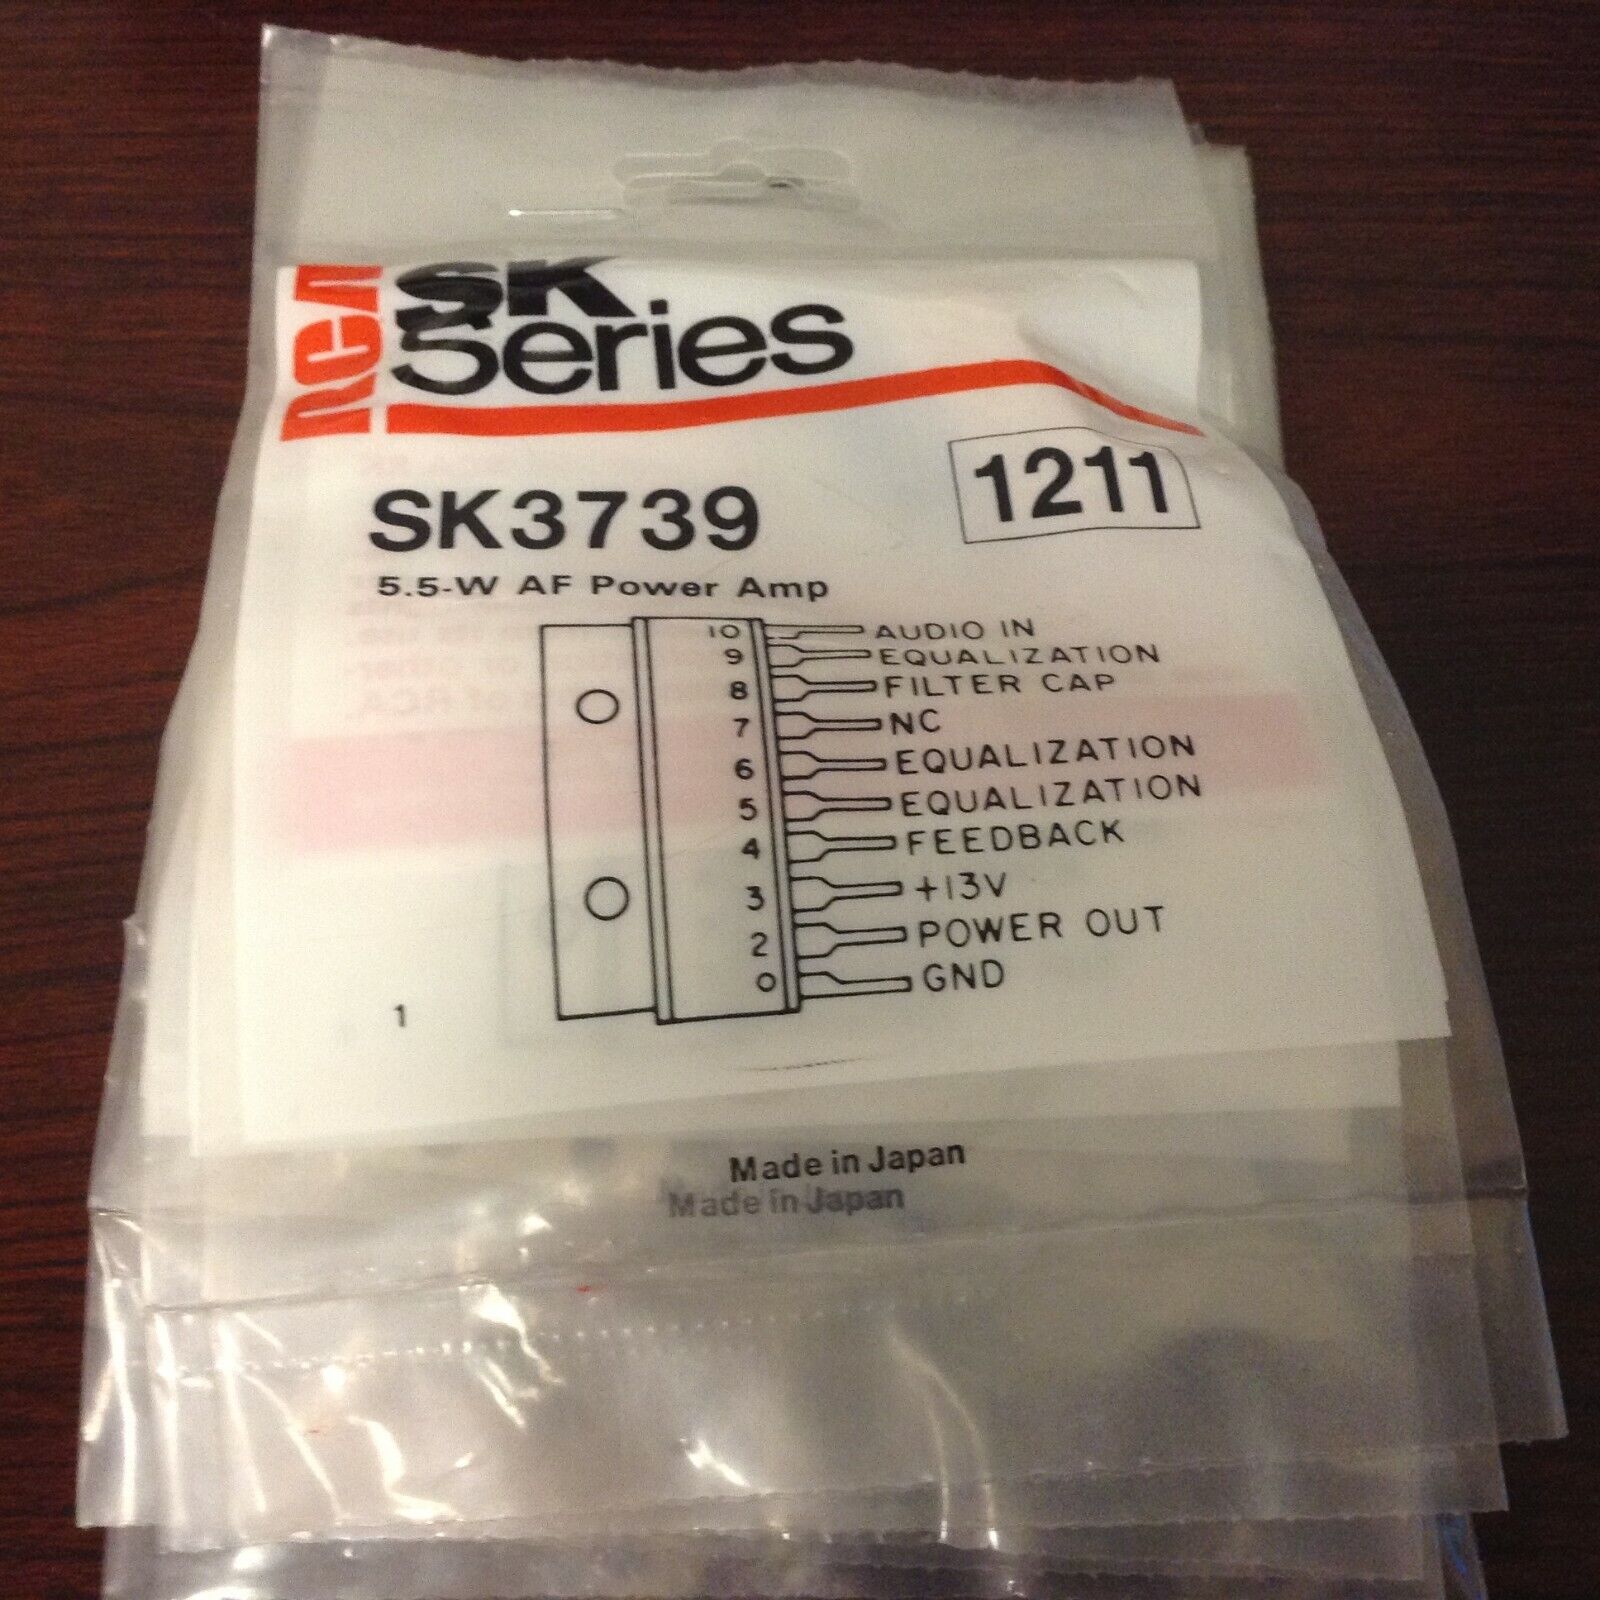 RCA SK
Series
1211
SK3739
5.5-W AF Power Amp
10 AUDIO IN
9 EQUALIZATION
8 FILTER CAP
7 NC
6 EQUALIZATION
5 EQUALIZATION
4 FEEDBACK
3 +13V
2 POWER OUT
0 GND
1
Made in Japan
Made in Japan